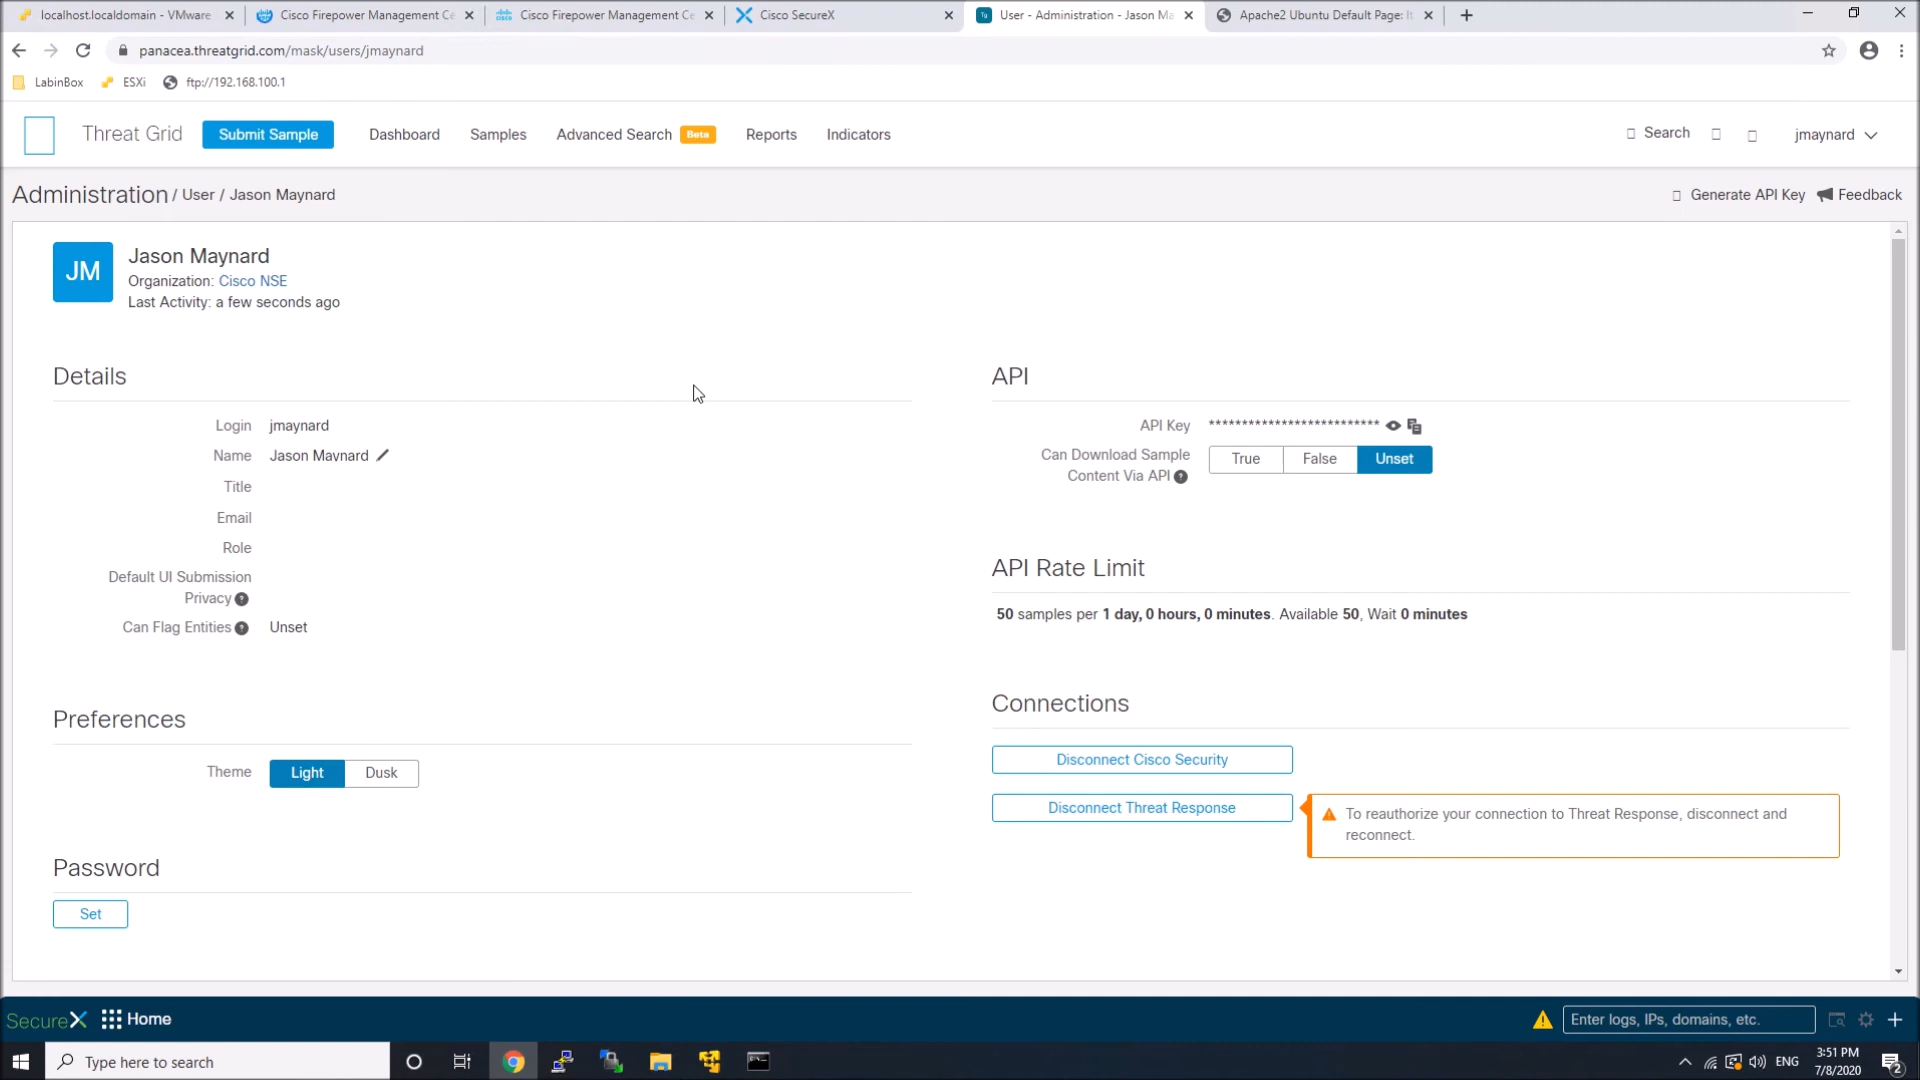 localhost.localdomain - VMware
Cisco Firepower Management Ce
Cisco Firepower Management Ce
Cisco SecureX
User - Administration - Jason Ma
Apache2 Ubuntu Default Page: It
panacea.threatgrid.com/mask/users/jmaynard
LabinBox
ESXi
ftp://192.168.100.1
Threat Grid
Submit Sample
Dashboard
Samples
Advanced Search
Beta
Reports
Indicators
Search
jmaynard
Administration / User / Jason Maynard
Generate API Key
Feedback
JM
Jason Maynard
Organization: Cisco NSE
Last Activity: a few seconds ago
Details
Login jmaynard
Name Jason Maynard
Title
Email
Role
Default UI Submission
Privacy ?
Can Flag Entities ? Unset
Preferences
Theme Light Dusk
Password
Set
API
API Key **************************
Can Download Sample
Content Via API ?
True False Unset
API Rate Limit
50 samples per 1 day, 0 hours, 0 minutes. Available 50, Wait 0 minutes
Connections
Disconnect Cisco Security
Disconnect Threat Response
To reauthorize your connection to Threat Response, disconnect and
reconnect.
SecureX
Home
Enter logs, IPs, domains, etc.
Type here to search
ENG
3:51 PM
7/8/2020
2